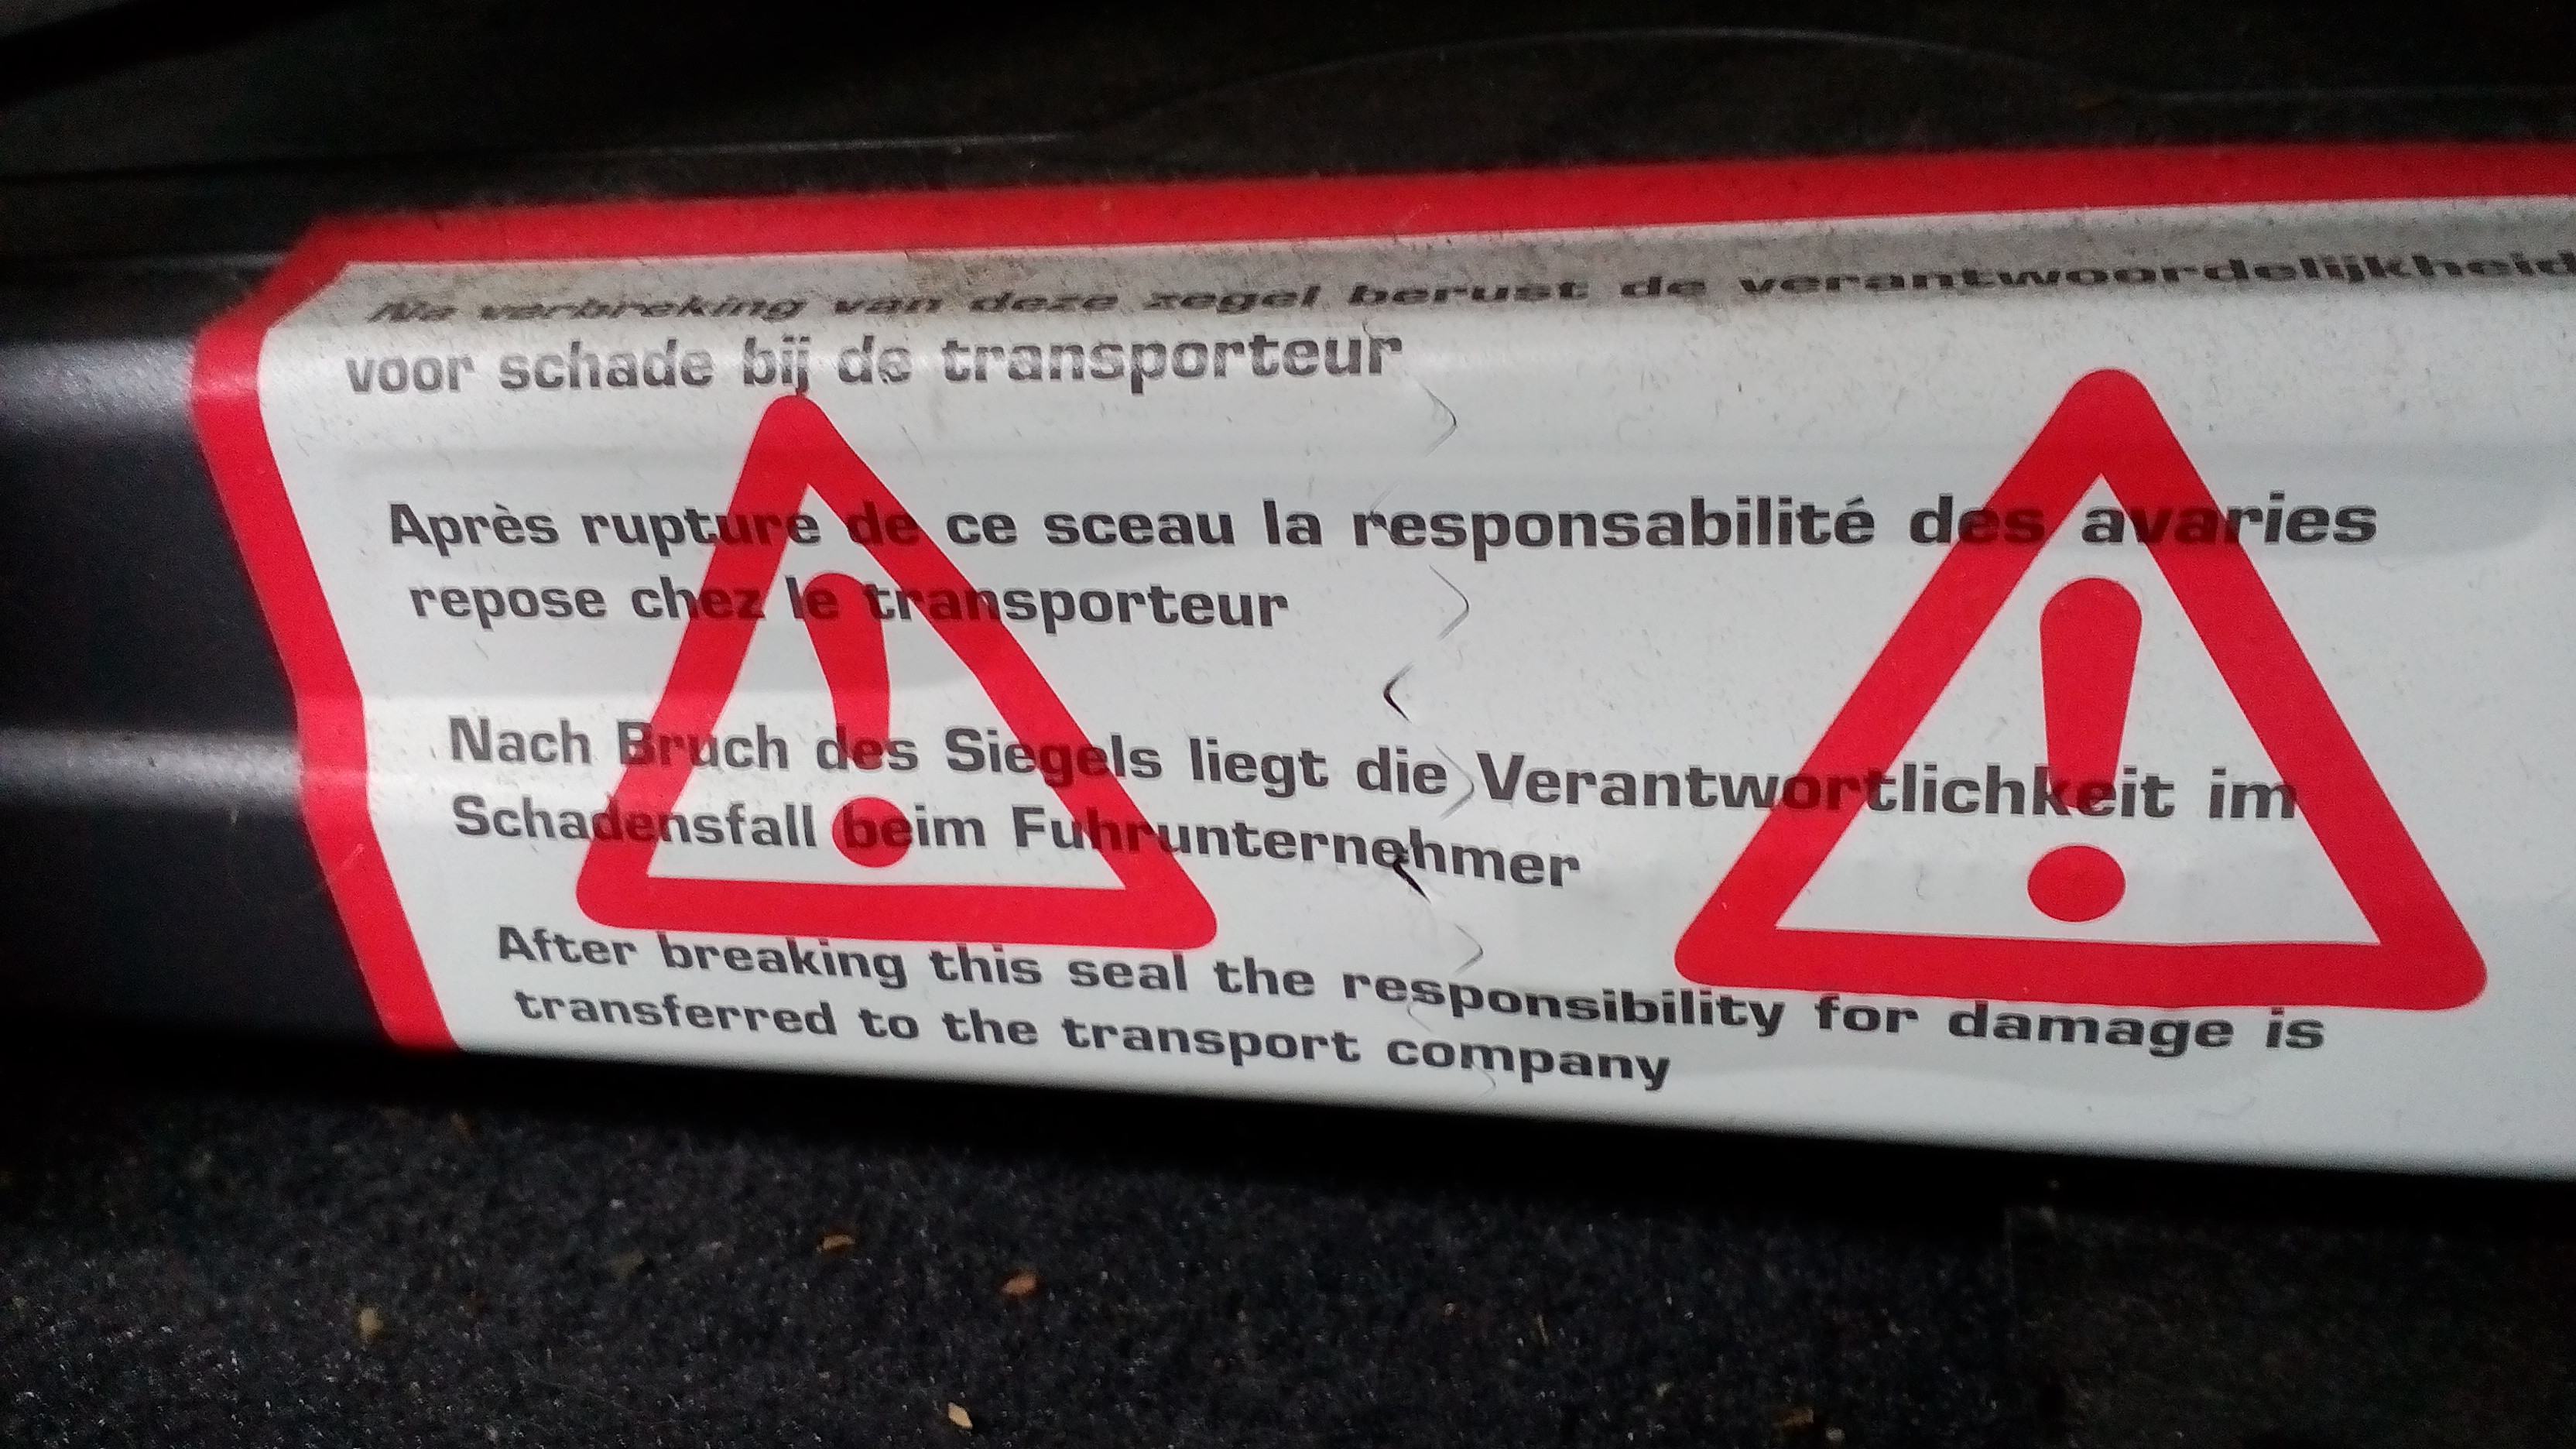 Na verbreking van deze zegel berust de verantwoordelijkheid
voor schade bij de transporteur
Après rupture de ce sceau la responsabilité des avaries
repose chez le transporteur
Nach Bruch des Siegels liegt die Verantwortlichkeit im
Schadensfall beim Fuhrunternehmer
After breaking this seal the responsibility for damage is
transferred to the transport company